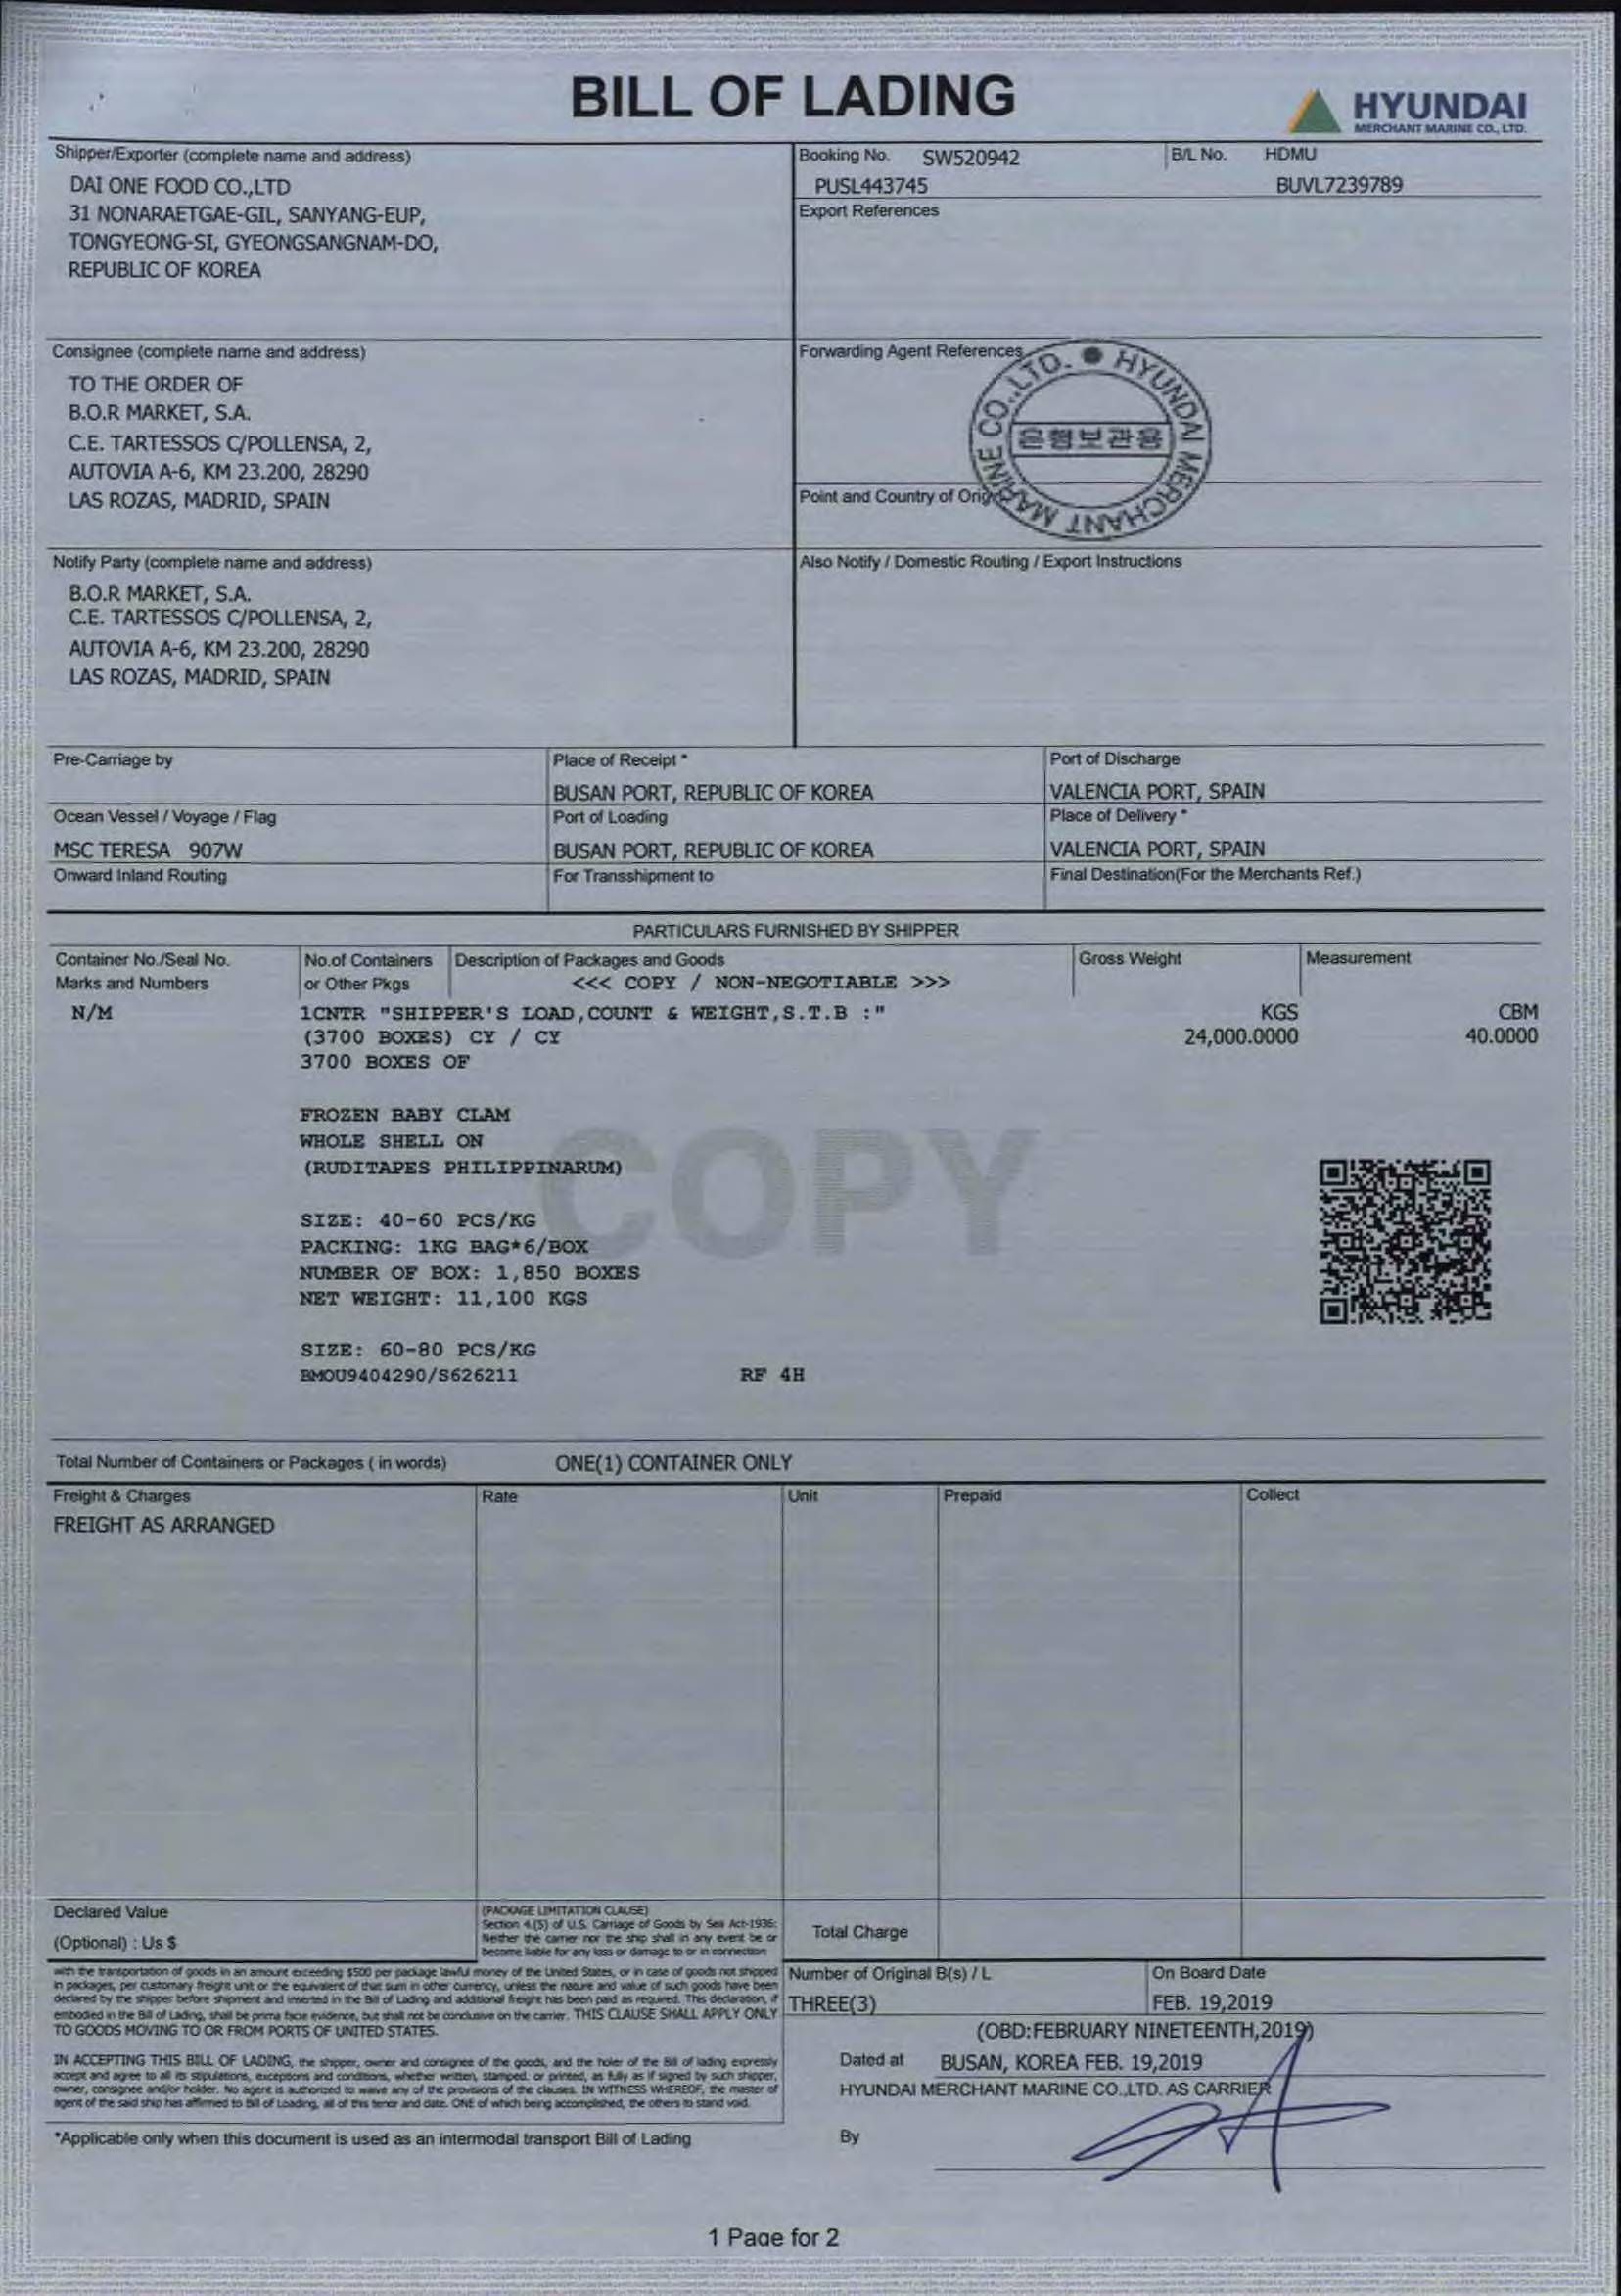 BILL OF LADING
HYUNDAI
MERCHANT MARINE CO., LTD.
Shipper/Exporter (complete name and address)
DAI ONE FOOD CO.,LTD
31 NONARAETGAE-GIL, SANYANG-EUP,
TONGYEONG-SI, GYEONGSANGNAM-DO,
REPUBLIC OF KOREA
Booking No. SW520942
PUSL443745
B/L No. HDMU
BUVL7239789
Export References
Consignee (complete name and address)
TO THE ORDER OF
B.O.R MARKET, S.A.
C.E. TARTESSOS C/POLLENSA, 2,
AUTOVIA A-6, KM 23.200, 28290
LAS ROZAS, MADRID, SPAIN
Forwarding Agent References
HYUNDAI MERCHANT MARINE CO.,LTD.
은행보관용
Point and Country of Orig
Notify Party (complete name and address)
B.O.R MARKET, S.A.
C.E. TARTESSOS C/POLLENSA, 2,
AUTOVIA A-6, KM 23.200, 28290
LAS ROZAS, MADRID, SPAIN
Also Notify / Domestic Routing / Export Instructions
Pre-Carriage by
Place of Receipt *
BUSAN PORT, REPUBLIC OF KOREA
Port of Discharge
VALENCIA PORT, SPAIN
Ocean Vessel / Voyage / Flag
MSC TERESA 907W
Port of Loading
BUSAN PORT, REPUBLIC OF KOREA
Place of Delivery *
VALENCIA PORT, SPAIN
Onward Inland Routing
For Transshipment to
Final Destination(For the Merchants Ref.)
PARTICULARS FURNISHED BY SHIPPER
Container No./Seal No.
Marks and Numbers
No.of Containers
or Other Pkgs
Description of Packages and Goods
<<< COPY / NON-NEGOTIABLE >>>
Gross Weight
Measurement
N/M
1CNTR "SHIPPER'S LOAD,COUNT & WEIGHT,S.T.B :"
(3700 BOXES) CY / CY
3700 BOXES OF
KGS
24,000.0000
CBM
40.0000
FROZEN BABY CLAM
WHOLE SHELL ON
(RUDITAPES PHILIPPINARUM)
COPY
SIZE: 40-60 PCS/KG
PACKING: 1KG BAG*6/BOX
NUMBER OF BOX: 1,850 BOXES
NET WEIGHT: 11,100 KGS
SIZE: 60-80 PCS/KG
BMOU9404290/S626211 RF 4H
Total Number of Containers or Packages ( in words) ONE(1) CONTAINER ONLY
Freight & Charges
Rate
Unit
Prepaid
Collect
FREIGHT AS ARRANGED
Declared Value
(Optional) : Us $
(PACKAGE LIMITATION CLAUSE)
Section 4.(5) of U.S. Carriage of Goods by Sea Act-1936:
Neither the carrier nor the ship shall in any event be or
become liable for any loss or damage to or in connection
Total Charge
with the transportation of goods in an amount exceeding $500 per package lawful money of the United States, or in case of goods not shipped
in packages, per customary freight unit or the equivalent of that sum in other currency, unless the nature and value of such goods have been
declared by the shipper before shipment and inserted in the Bill of Lading and additional freight has been paid as required. This declaration, if
embodied in the Bill of Lading, shall be prima facie evidence, but shall not be conclusive on the carrier. THIS CLAUSE SHALL APPLY ONLY
TO GOODS MOVING TO OR FROM PORTS OF UNITED STATES.
Number of Original B(s) / L
THREE(3)
On Board Date
FEB. 19,2019
(OBD:FEBRUARY NINETEENTH,2019)
IN ACCEPTING THIS BILL OF LADING, the shipper, owner and consignee of the goods, and the holer of the Bill of lading expressly
accept and agree to all its stipulations, exceptions and conditions, whether written, stamped, or printed, as fully as if signed by such shipper,
owner, consignee and/or holder. No agent is authorized to waive any of the provisions of the clauses. IN WITNESS WHEREOF, the master of
agent of the said ship has affirmed to Bill of Loading, all of this tenor and date. ONE of which being accomplished, the others to stand void.
Dated at BUSAN, KOREA FEB. 19,2019
HYUNDAI MERCHANT MARINE CO.,LTD. AS CARRIER
*Applicable only when this document is used as an intermodal transport Bill of Lading
By
1 Page for 2